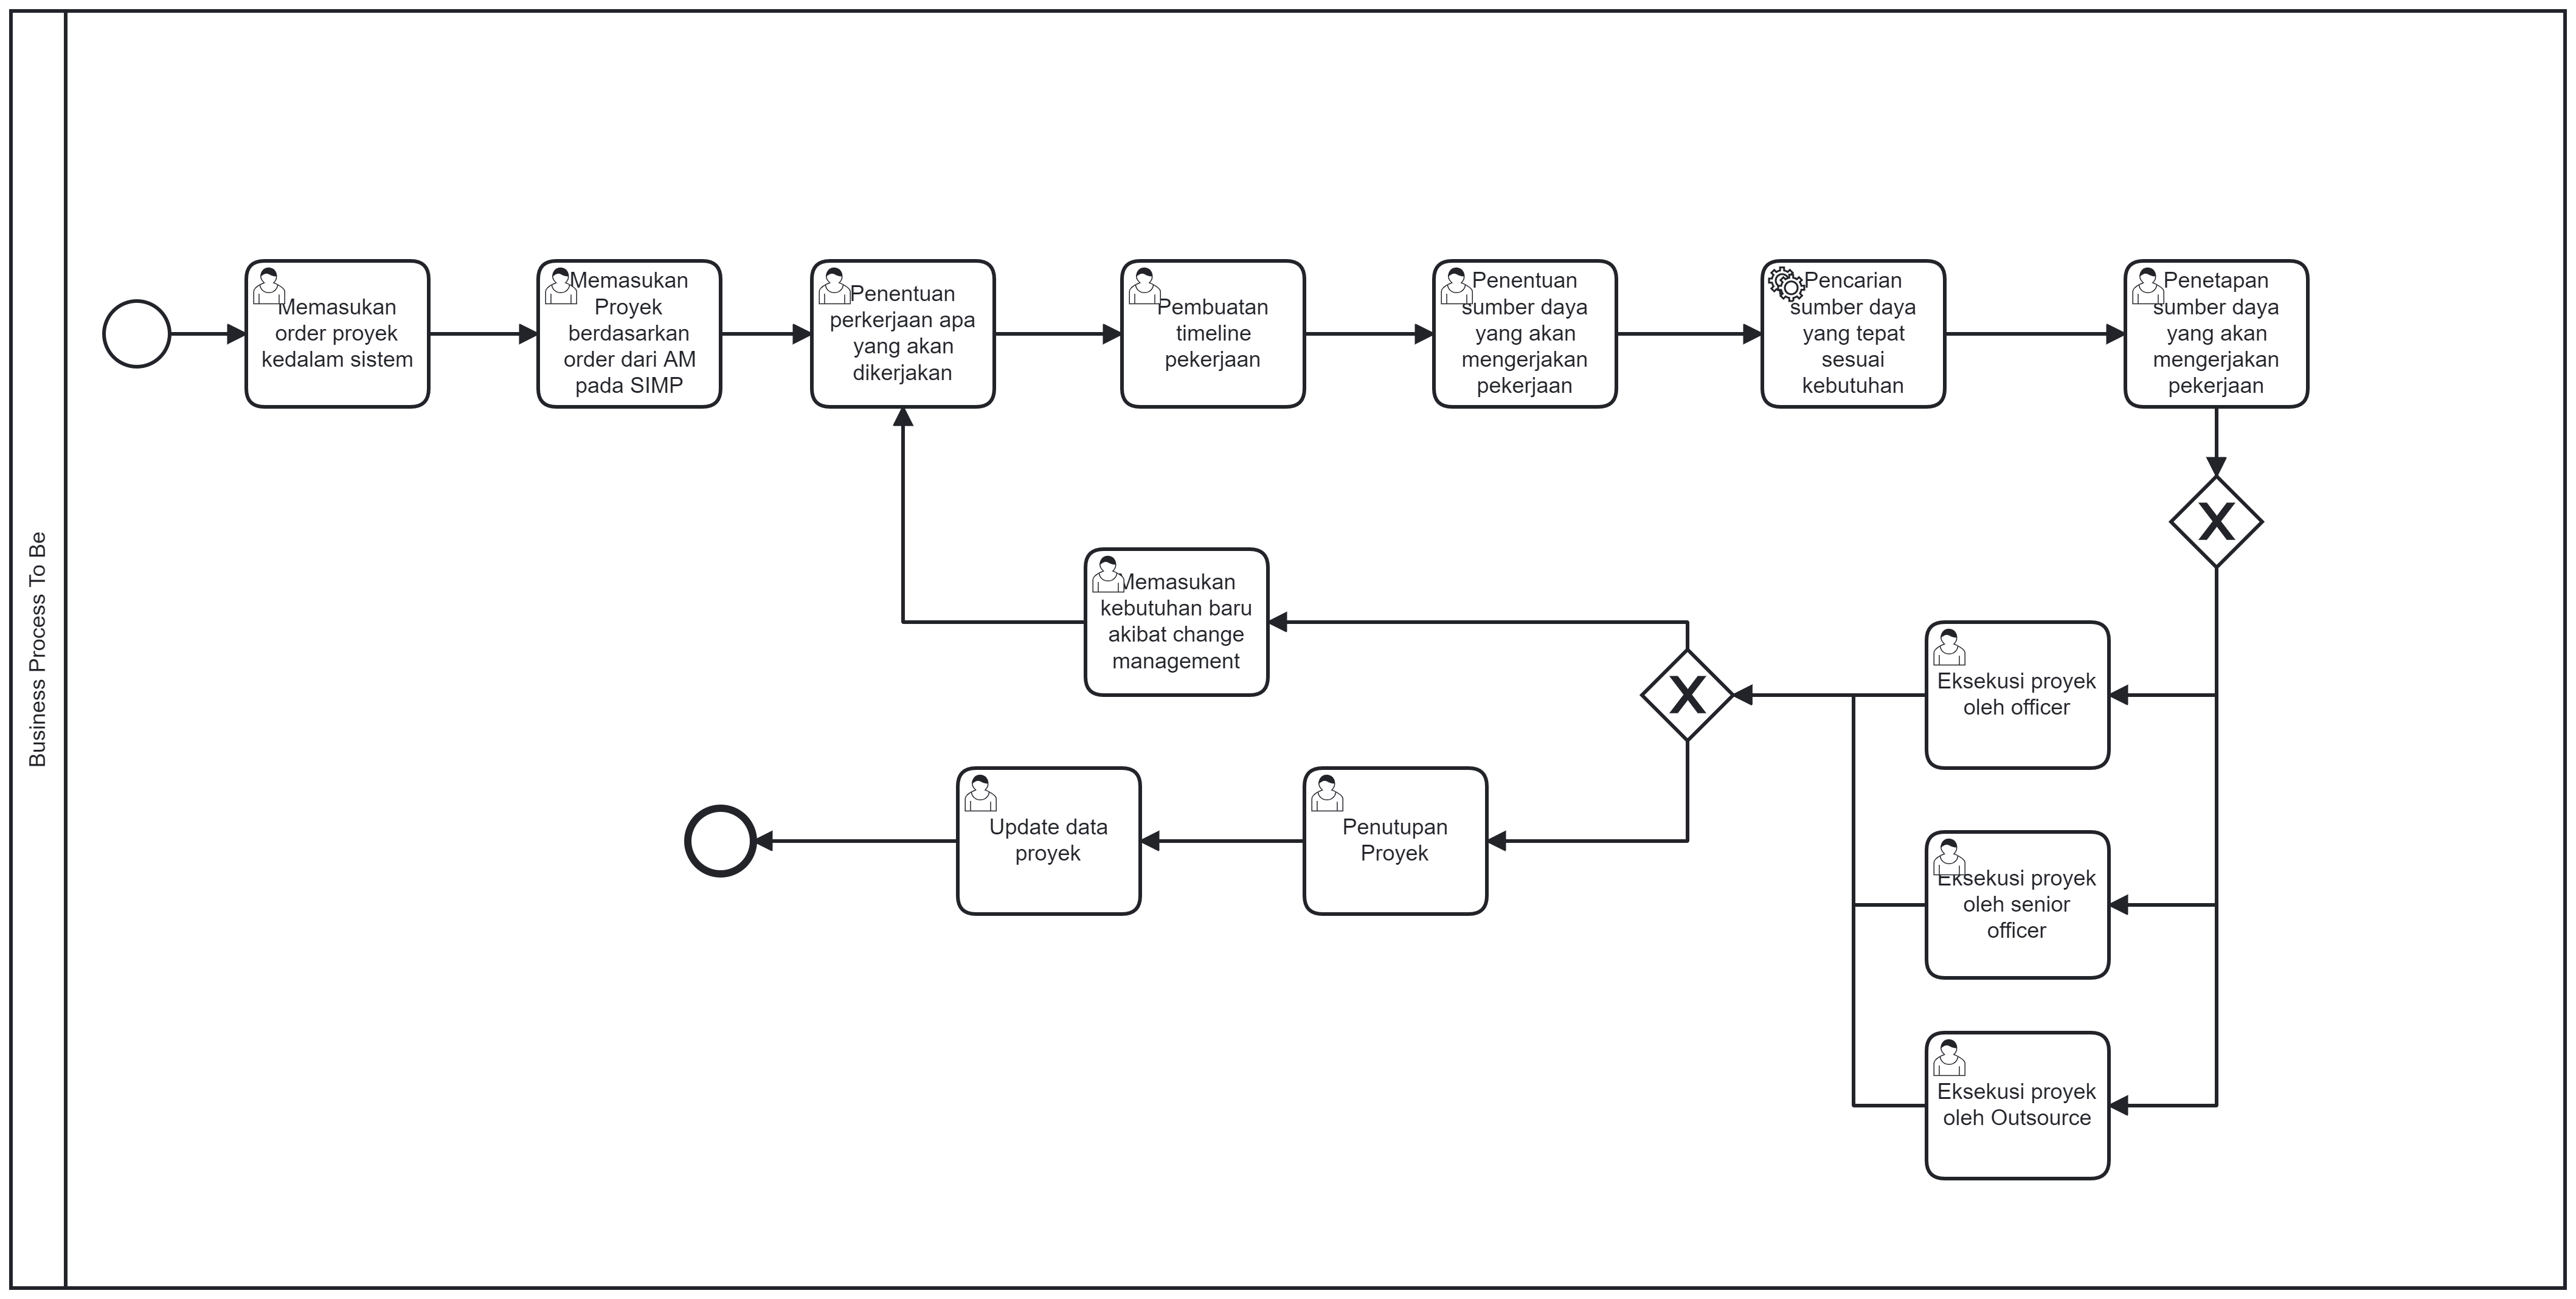 Business Process To Be
Memasukan
order proyek
kedalam sistem
Memasukan
Proyek
berdasarkan
order dari AM
pada SIMP
Penentuan
perkerjaan apa
yang akan
dikerjakan
Pembuatan
timeline
pekerjaan
Penentuan
sumber daya
yang akan
mengerjakan
pekerjaan
Pencarian
sumber daya
yang tepat
sesuai
kebutuhan
Penetapan
sumber daya
yang akan
mengerjakan
pekerjaan
X
Memasukan
kebutuhan baru
akibat change
management
X
Eksekusi proyek
oleh officer
Update data
proyek
Penutupan
Proyek
Eksekusi proyek
oleh senior
officer
Eksekusi proyek
oleh Outsource